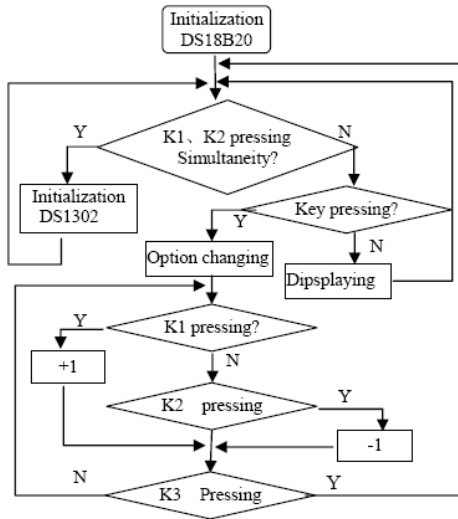 Initialization
DS18B20
Y
K1、K2 pressing
Simultaneity?
N
Initialization
DS1302
Y
Key pressing?
N
Option changing
Dipsplaying
Y
K1 pressing?
+1
N
K2 pressing
Y
-1
N
K3 Pressing
Y